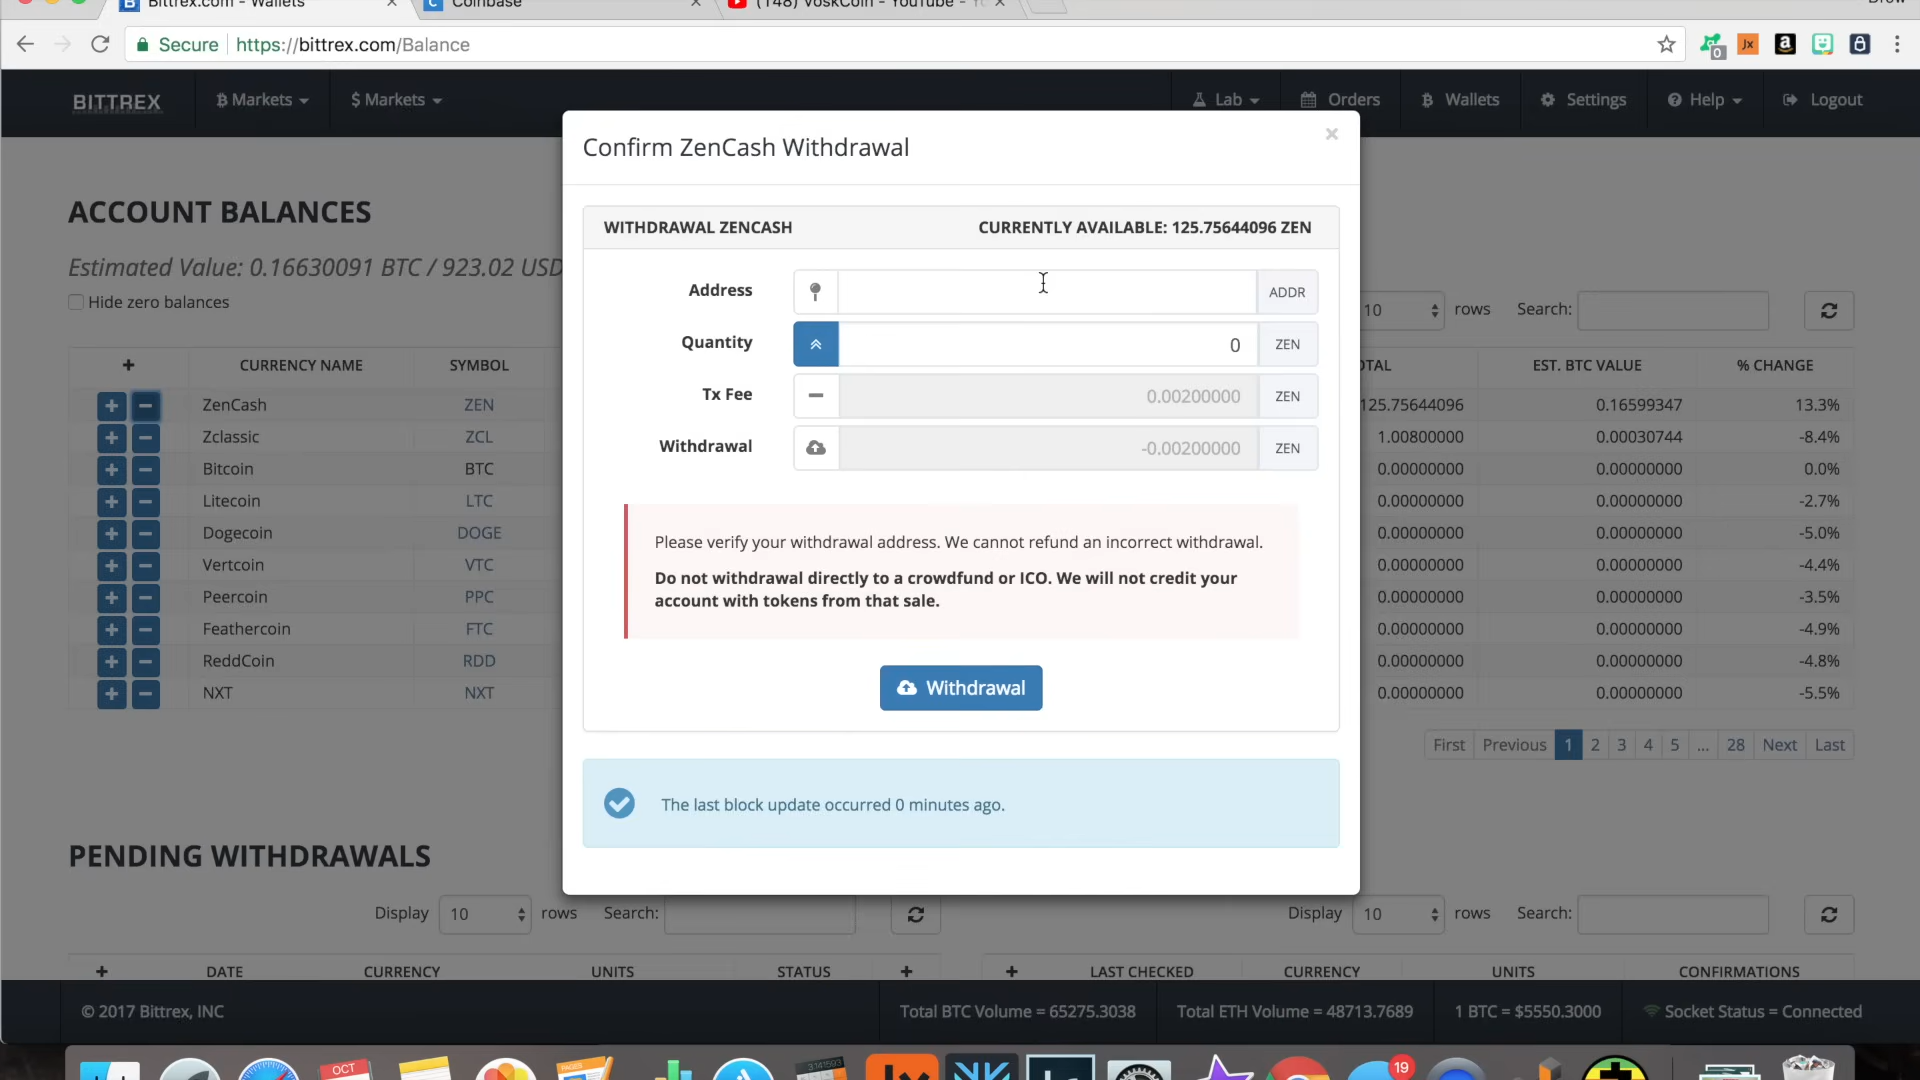 Bittrex.com - Wallets
Coinbase
(148) VoskCoin - YouTube - Yo
Drew
Secure https://bittrex.com/Balance
0
Jx
a
BITTREX
Markets
$ Markets
Lab
Orders
Wallets
Settings
Help
Logout
Confirm ZenCash Withdrawal
×
WITHDRAWAL ZENCASH
CURRENTLY AVAILABLE: 125.75644096 ZEN
Address
ADDR
Quantity
0
ZEN
Tx Fee
0.00200000
ZEN
Withdrawal
-0.00200000
ZEN
Please verify your withdrawal address. We cannot refund an incorrect withdrawal.
Do not withdrawal directly to a crowdfund or ICO. We will not credit your
account with tokens from that sale.
Withdrawal
The last block update occurred 0 minutes ago.
ACCOUNT BALANCES
Estimated Value: 0.16630091 BTC / 923.02 USD
Hide zero balances
10 rows Search:
+ CURRENCY NAME SYMBOL OTAL EST. BTC VALUE % CHANGE
ZenCash ZEN 125.75644096 0.16599347 13.3%
Zclassic ZCL 1.00800000 0.00030744 -8.4%
Bitcoin BTC 0.00000000 0.00000000 0.0%
Litecoin LTC 0.00000000 0.00000000 -2.7%
Dogecoin DOGE 0.00000000 0.00000000 -5.0%
Vertcoin VTC 0.00000000 0.00000000 -4.4%
Peercoin PPC 0.00000000 0.00000000 -3.5%
Feathercoin FTC 0.00000000 0.00000000 -4.9%
ReddCoin RDD 0.00000000 0.00000000 -4.8%
NXT NXT 0.00000000 0.00000000 -5.5%
First Previous 1 2 3 4 5 ... 28 Next Last
PENDING WITHDRAWALS
Display 10 rows Search:
Display 10 rows Search:
+ DATE CURRENCY UNITS STATUS +
+ LAST CHECKED CURRENCY UNITS CONFIRMATIONS
© 2017 Bittrex, INC
Total BTC Volume = 65275.3038
Total ETH Volume = 48713.7689
1 BTC = $5550.3000
Socket Status = Connected
OCT
PAGES
19